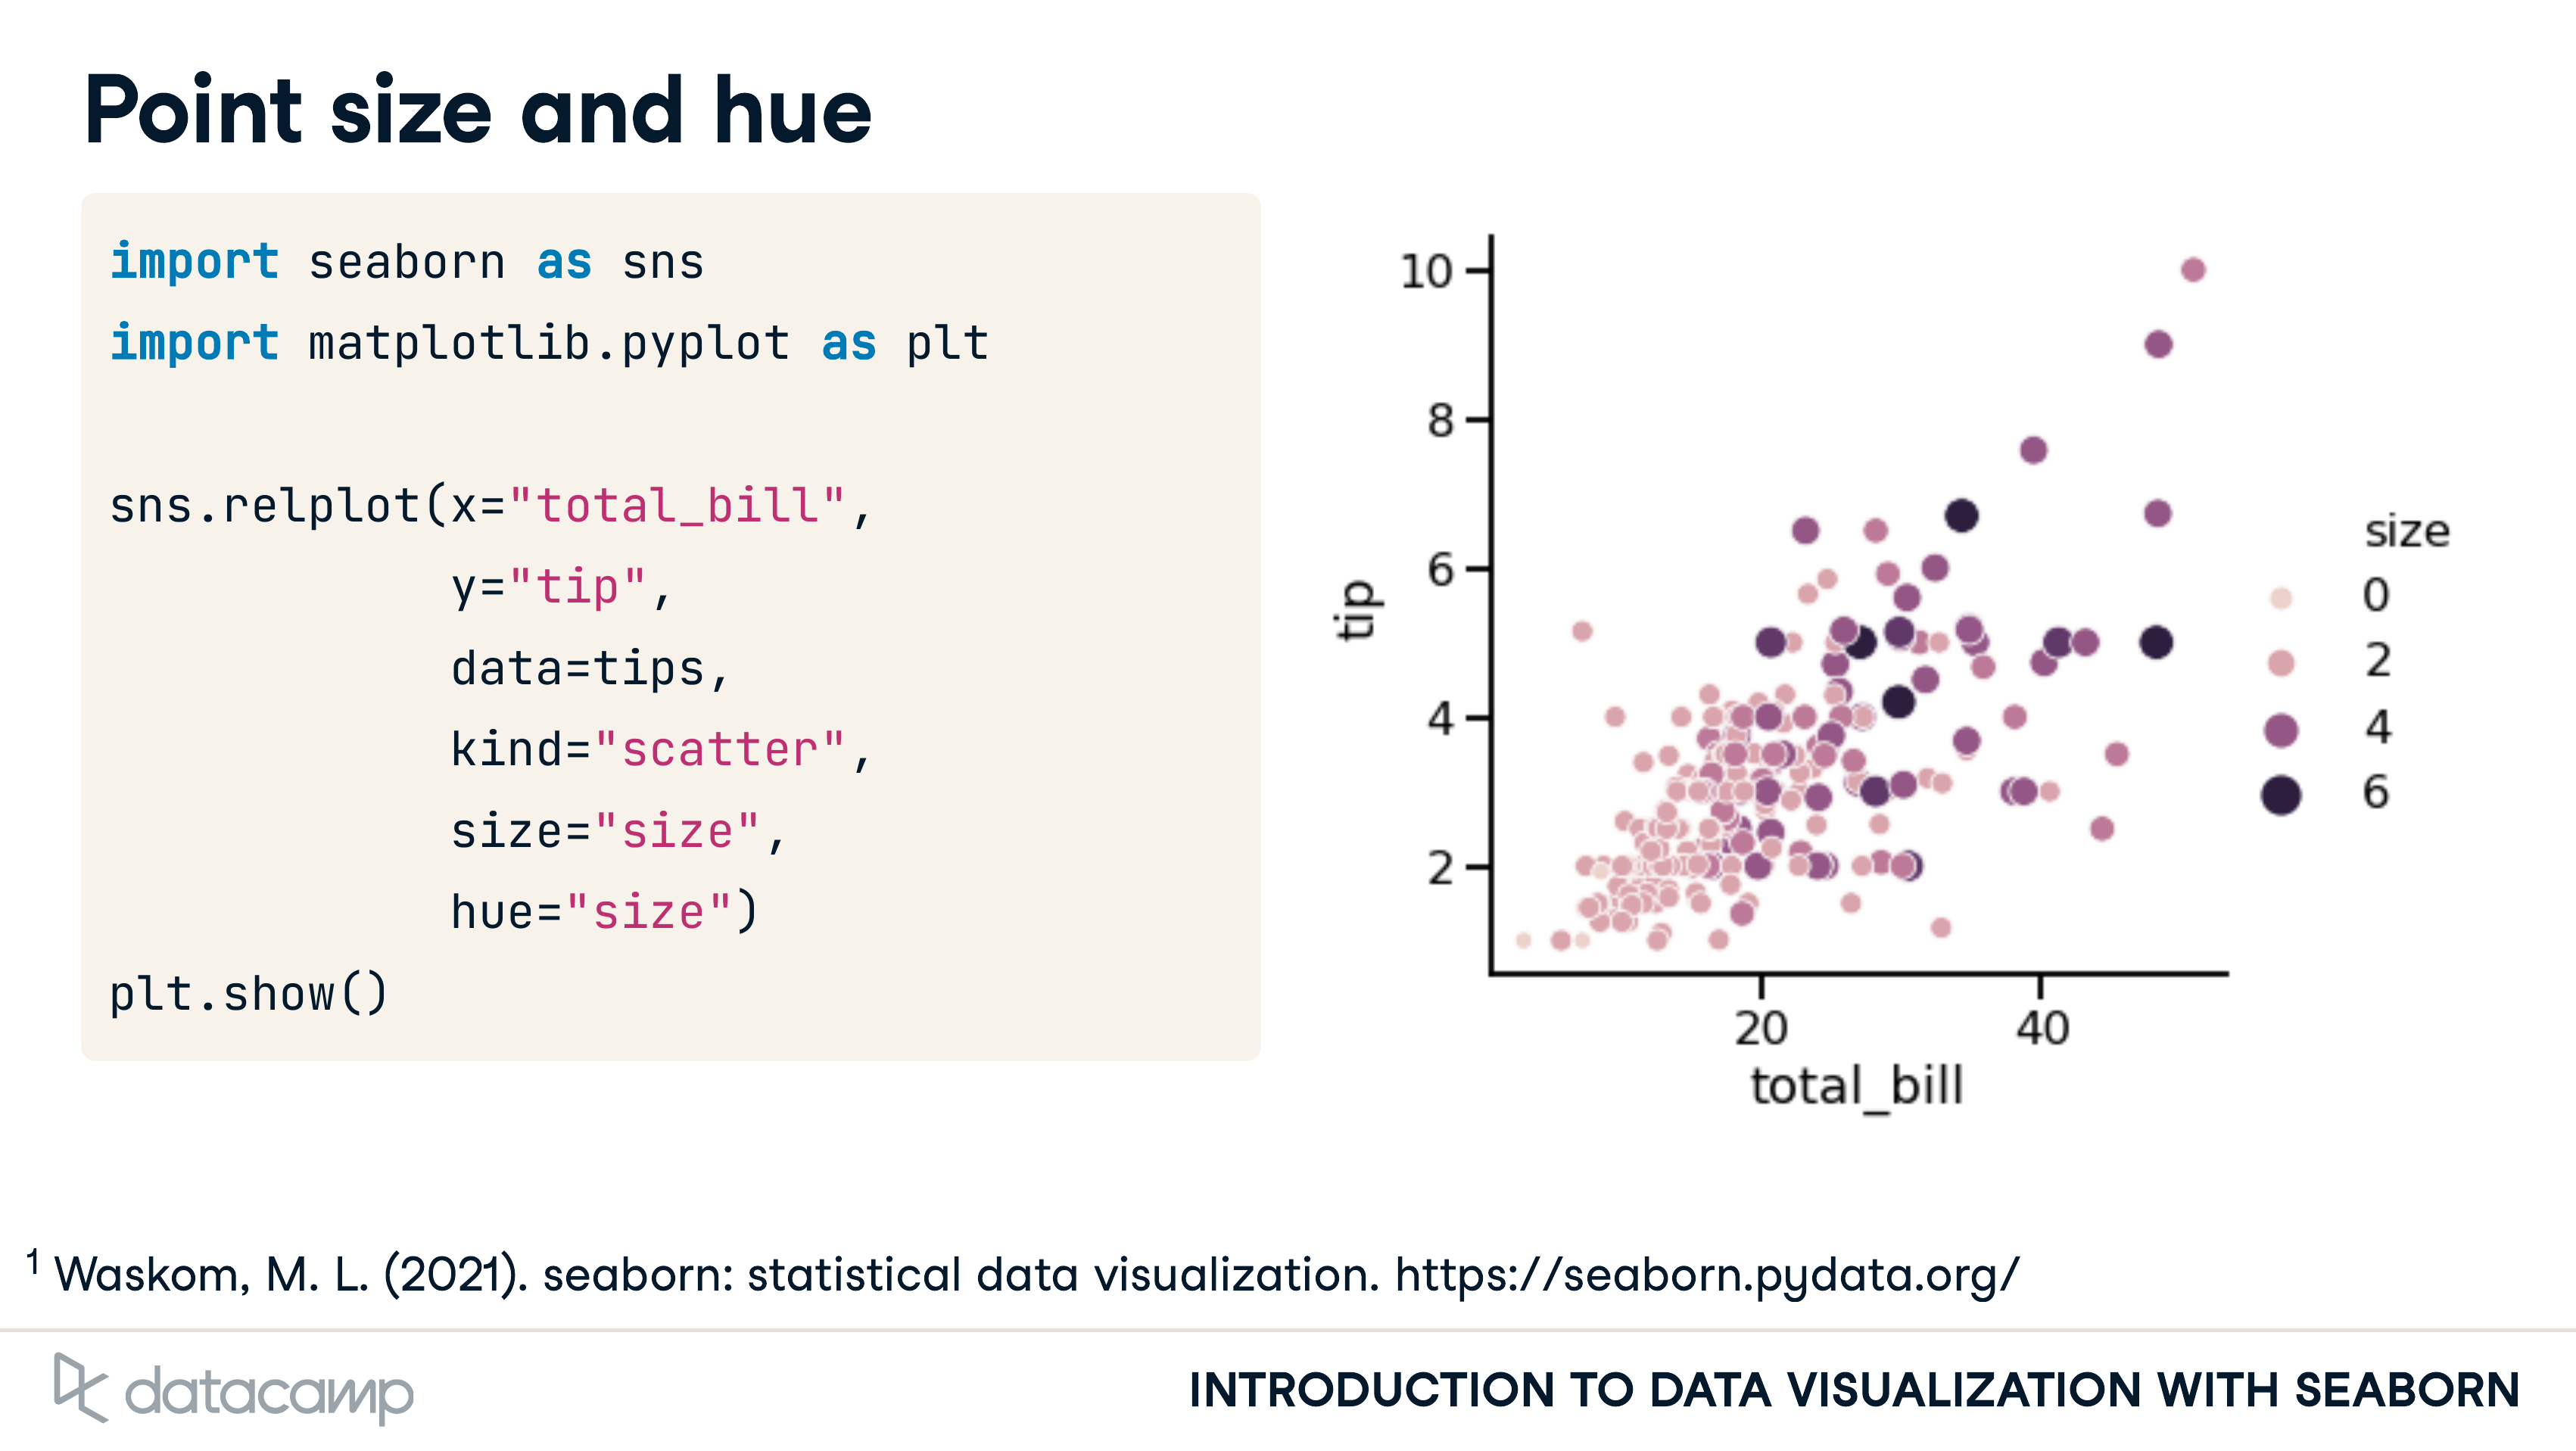 Point size and hue
import seaborn as sns
import matplotlib.pyplot as plt
sns.relplot(x="total_bill",
y="tip",
data=tips,
kind="scatter",
size="size",
hue="size")
plt.show()
10
8
6
4
2
tip
20 40
total_bill
size
0
2
4
6
1 Waskom, M. L. (2021). seaborn: statistical data visualization. https://seaborn.pydata.org/
datacamp
INTRODUCTION TO DATA VISUALIZATION WITH SEABORN